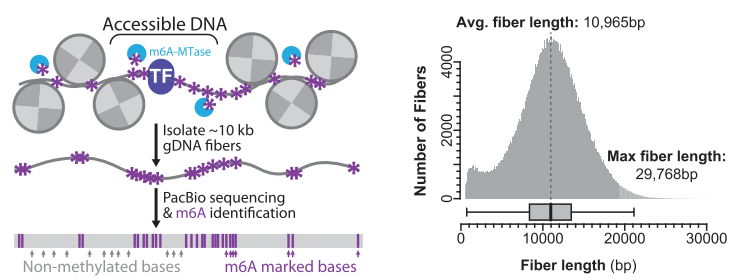 Accessible DNA
m6A-MTase
TF
Isolate ~10 kb
gDNA fibers
PacBio sequencing
& m6A identification
Non-methylated bases
m6A marked bases
Avg. fiber length: 10,965bp
Number of Fibers
0
2000
4000
Max fiber length:
29,768bp
0 10000 20000 30000
Fiber length (bp)